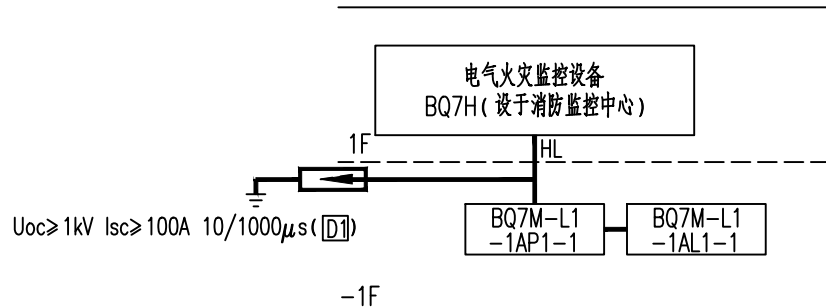 电气火灾监控设备
BQ7H(设于消防监控中心)
1F
HL
Uoc≥1kV Isc≥100A 10/1000μs(D1)
BQ7M-L1
-1AP1-1
BQ7M-L1
-1AL1-1
-1F